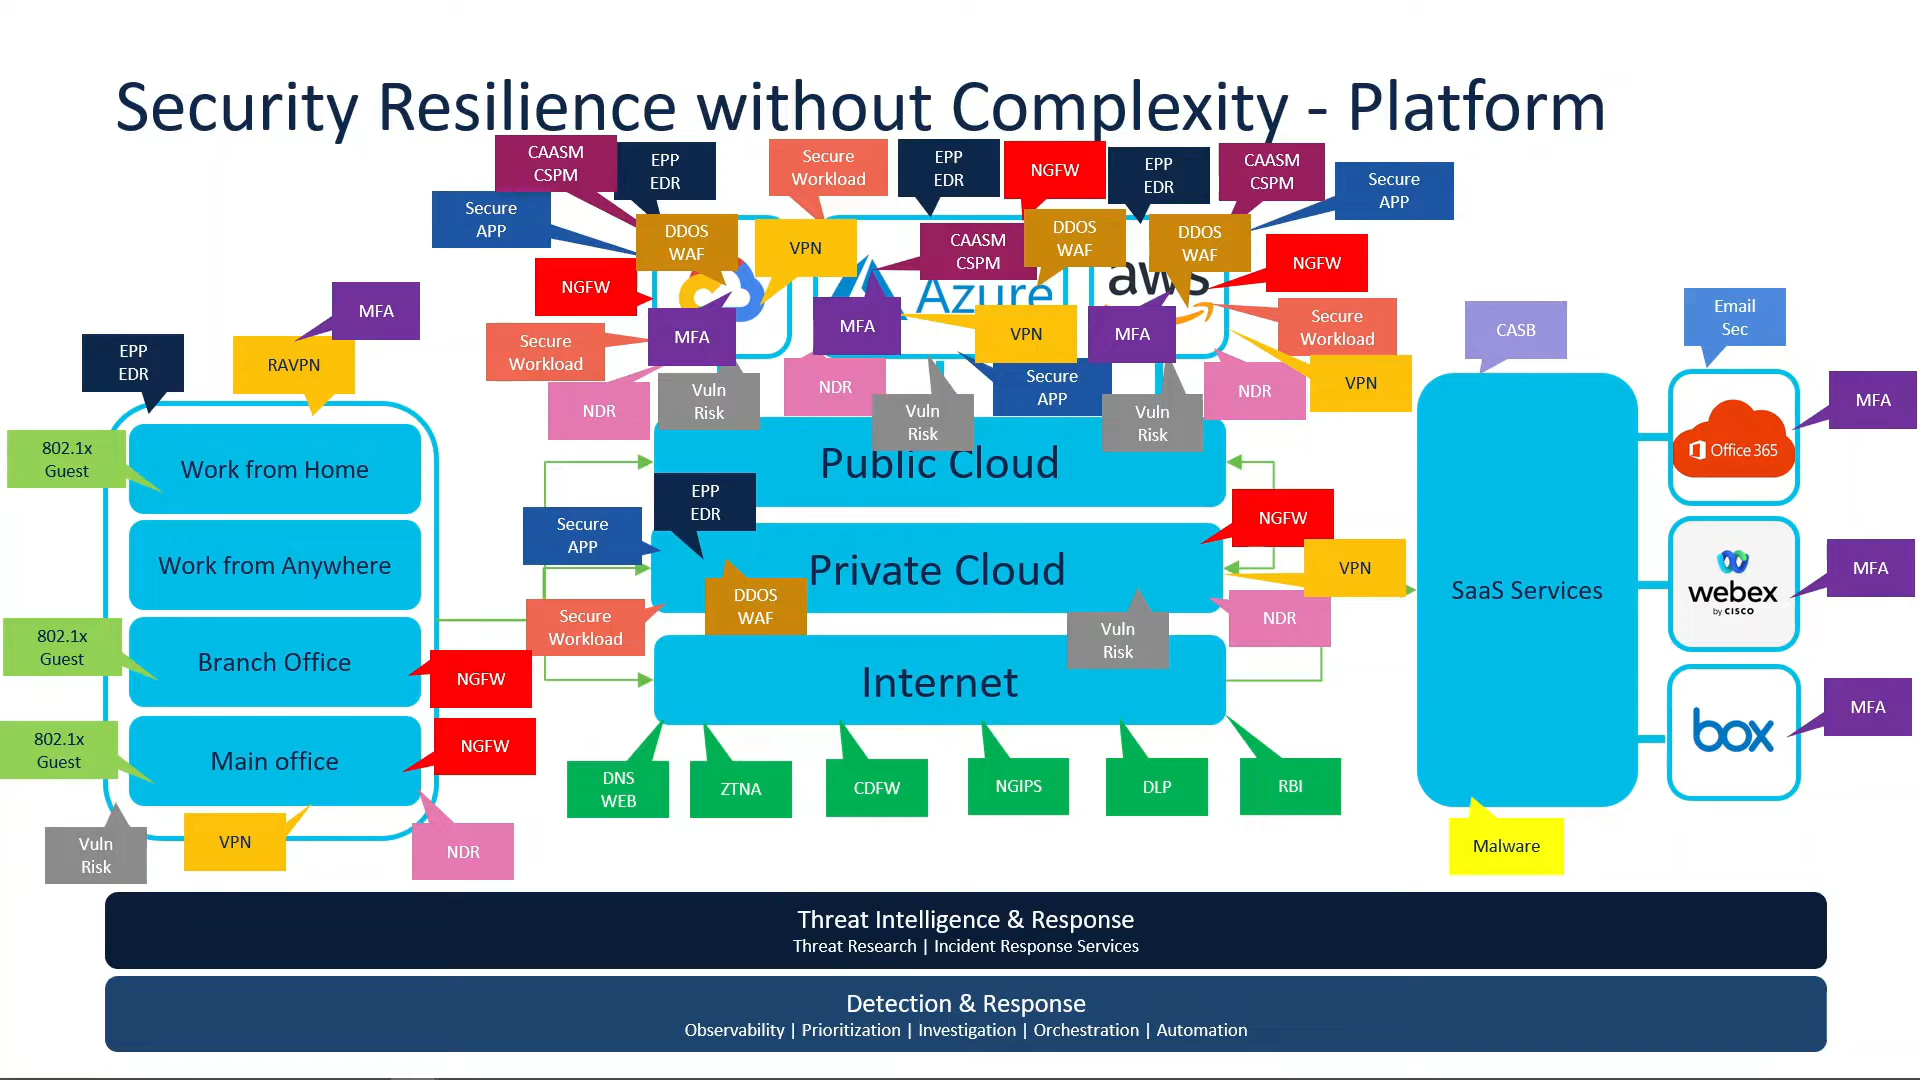 Security Resilience without Complexity - Platform
CAASM
CSPM
EPP
EDR
Secure
Workload
EPP
EDR
NGFW
EPP
EDR
CAASM
CSPM
Secure
APP
Secure
APP
DDOS
WAF
VPN
CAASM
CSPM
DDOS
WAF
DDOS
WAF
NGFW
NGFW
Azure
aws
MFA
MFA
MFA
VPN
MFA
Secure
Workload
Secure
Workload
CASB
Email
Sec
EPP
EDR
RAVPN
NDR
Vuln
Risk
NDR
Vuln
Risk
Secure
APP
Vuln
Risk
NDR
VPN
MFA
802.1x
Guest
Work from Home
Public Cloud
Office 365
EPP
EDR
Secure
APP
NGFW
Work from Anywhere
Private Cloud
VPN
SaaS Services
webex
by CISCO
MFA
Secure
Workload
DDOS
WAF
Vuln
Risk
NDR
802.1x
Guest
Branch Office
NGFW
Internet
MFA
802.1x
Guest
Main office
NGFW
box
DNS
WEB
ZTNA
CDFW
NGIPS
DLP
RBI
Vuln
Risk
VPN
NDR
Malware
Threat Intelligence & Response
Threat Research | Incident Response Services
Detection & Response
Observability | Prioritization | Investigation | Orchestration | Automation